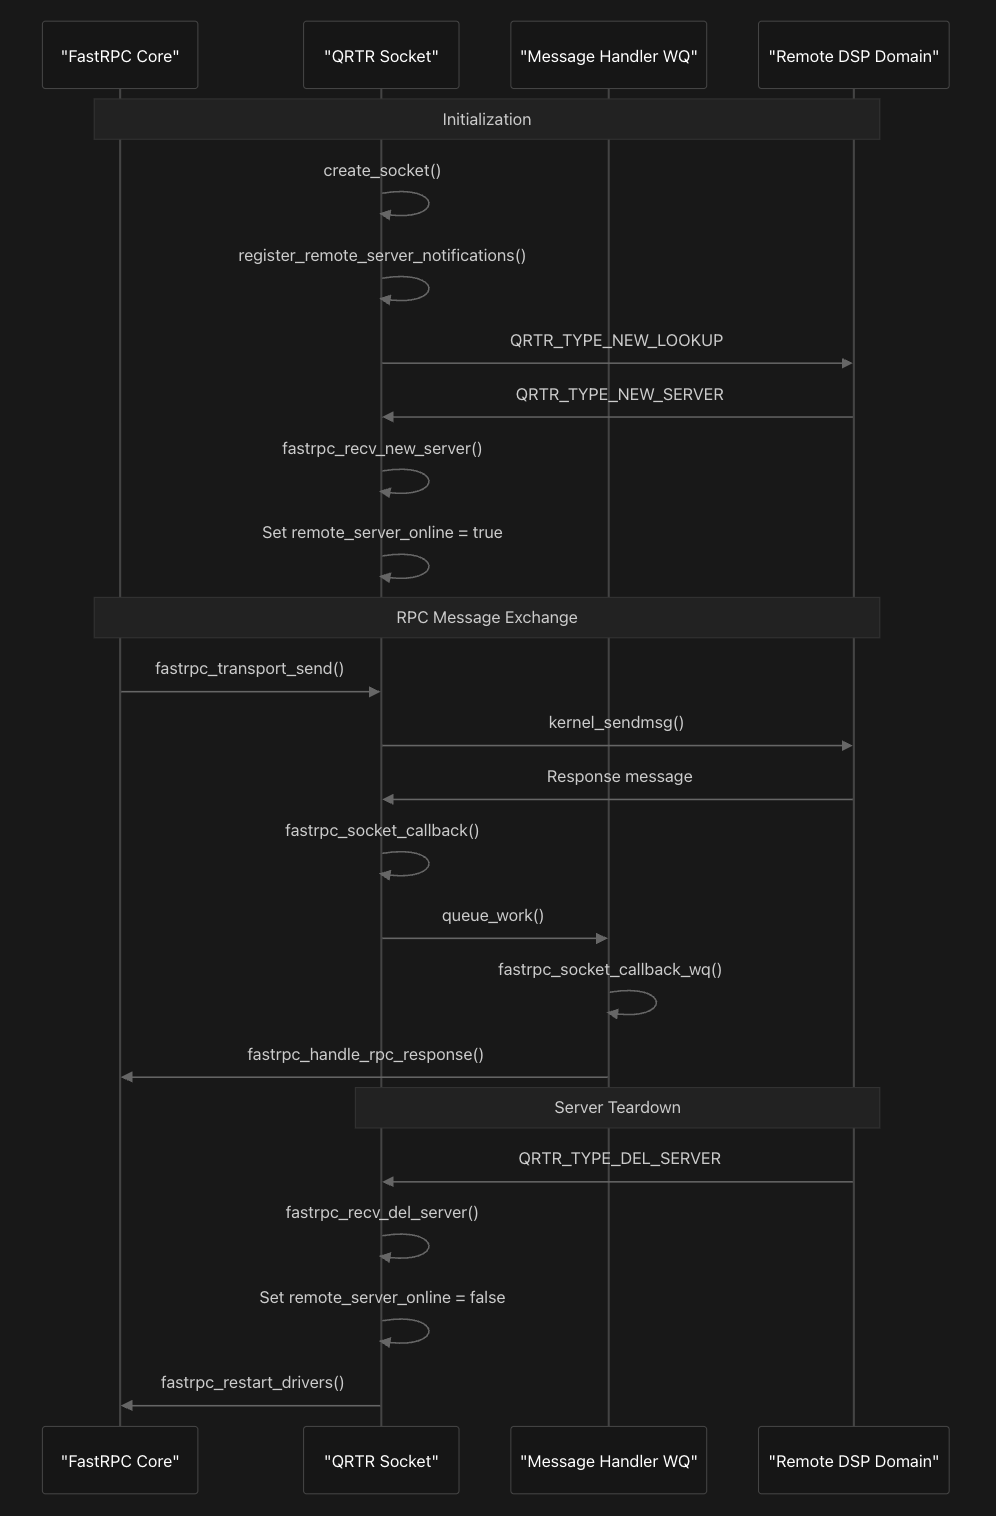 "FastRPC Core"
"QRTR Socket"
"Message Handler WQ"
"Remote DSP Domain"
Initialization
create_socket()
register_remote_server_notifications()
QRTR_TYPE_NEW_LOOKUP
QRTR_TYPE_NEW_SERVER
fastrpc_recv_new_server()
Set remote_server_online = true
RPC Message Exchange
fastrpc_transport_send()
kernel_sendmsg()
Response message
fastrpc_socket_callback()
queue_work()
fastrpc_socket_callback_wq()
fastrpc_handle_rpc_response()
Server Teardown
QRTR_TYPE_DEL_SERVER
fastrpc_recv_del_server()
Set remote_server_online = false
fastrpc_restart_drivers()
"FastRPC Core"
"QRTR Socket"
"Message Handler WQ"
"Remote DSP Domain"